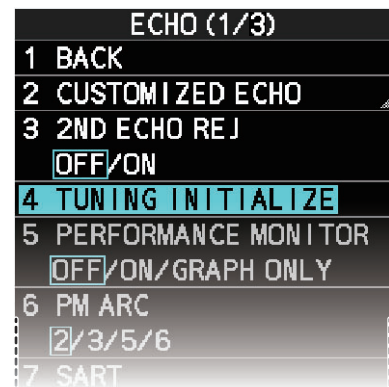 ECHO (1/3)
1 BACK
2 CUSTOMIZED ECHO
3 2ND ECHO REJ
OFF/ON
4 TUNING INITIALIZE
5 PERFORMANCE MONITOR
OFF/ON/GRAPH ONLY
6 PM ARC
2/3/5/6
7 SART